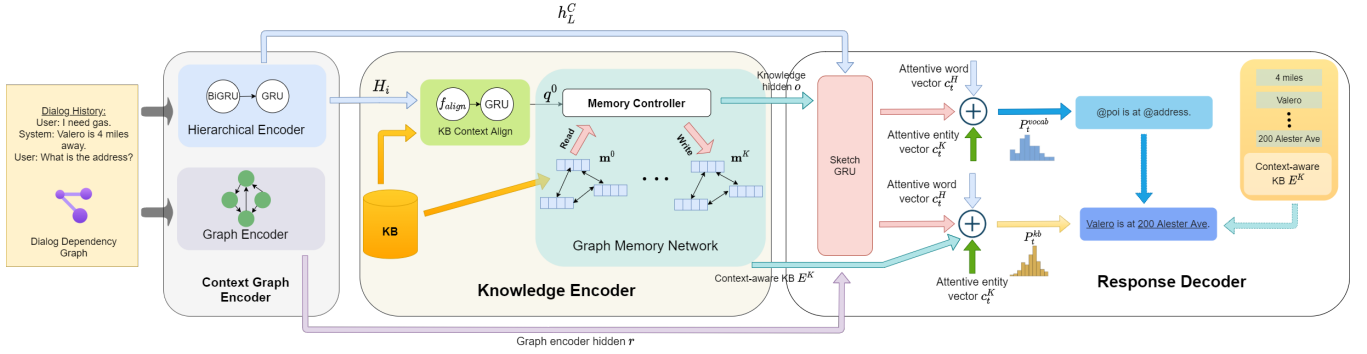 Dialog History:
User: I need gas.
System: Valero is 4 miles
away.
User: What is the address?
Dialog Dependency
Graph
BiGRU
GRU
Hierarchical Encoder
Graph Encoder
Context Graph
Encoder
h_L^C
H_i
f_align
GRU
KB Context Align
q^0
KB
Memory Controller
Read
Write
m^0
m^K
Graph Memory Network
Knowledge Encoder
Knowledge
hidden o
Context-aware KB E^K
Graph encoder hidden r
Sketch
GRU
Attentive word
vector c_t^H
Attentive entity
vector c_t^K
P_t^vocab
@poi is at @address.
Attentive word
vector c_t^H
Attentive entity
vector c_t^K
P_t^kb
Valero is at 200 Alester Ave.
4 miles
Valero
200 Alester Ave
Context-aware
KB E^K
Response Decoder